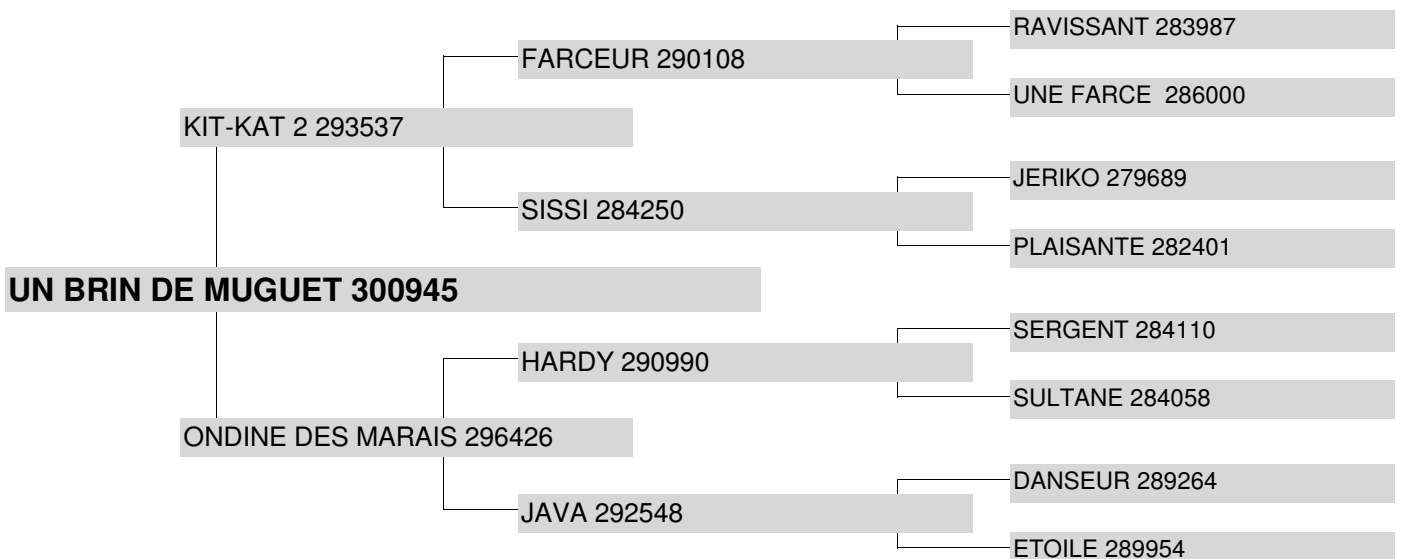 RAVISSANT 283987
FARCEUR 290108
UNE FARCE  286000
KIT-KAT 2 293537
JERIKO 279689
SISSI 284250
PLAISANTE 282401
UN BRIN DE MUGUET 300945
SERGENT 284110
HARDY 290990
SULTANE 284058
ONDINE DES MARAIS 296426
DANSEUR 289264
JAVA 292548
ETOILE 289954